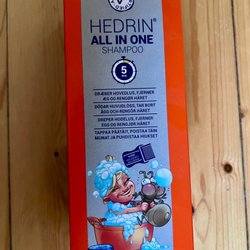 HEDRIN®
ALL IN ONE
SHAMPOO
5
DRÆBER HOVEDLUS, FJERNER
ÆG OG RENGØR HÅRET
DÖDAR HUVUDLÖSS, TAR BORT
ÄGG OCH RENGÖR HÅRET
DREPER HODELUS, FJERNER
EGG OG RENGJØR HÅRET
TAPPAA PÄÄTÄIT, POISTAA TÄIN
MUNAT JA PUHDISTAA HIUKSET